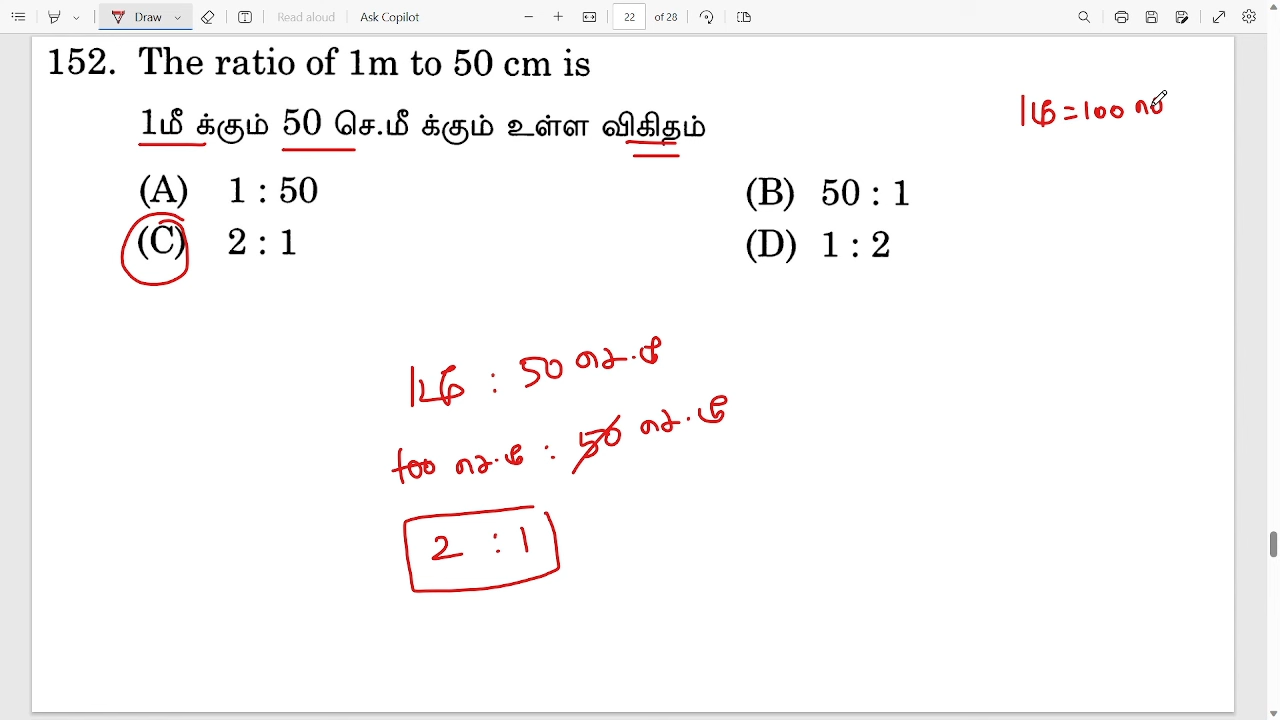 Draw Read aloud Ask Copilot 22 of 28
152. The ratio of 1m to 50 cm is
1மீ க்கும் 50 செ.மீ க்கும் உள்ள விகிதம்
1மீ = 100
(A) 1 : 50
(B) 50 : 1
(C) 2 : 1
(D) 1 : 2
1மீ : 50 செ.மீ
100 செ.மீ : 50 செ.மீ
2 : 1